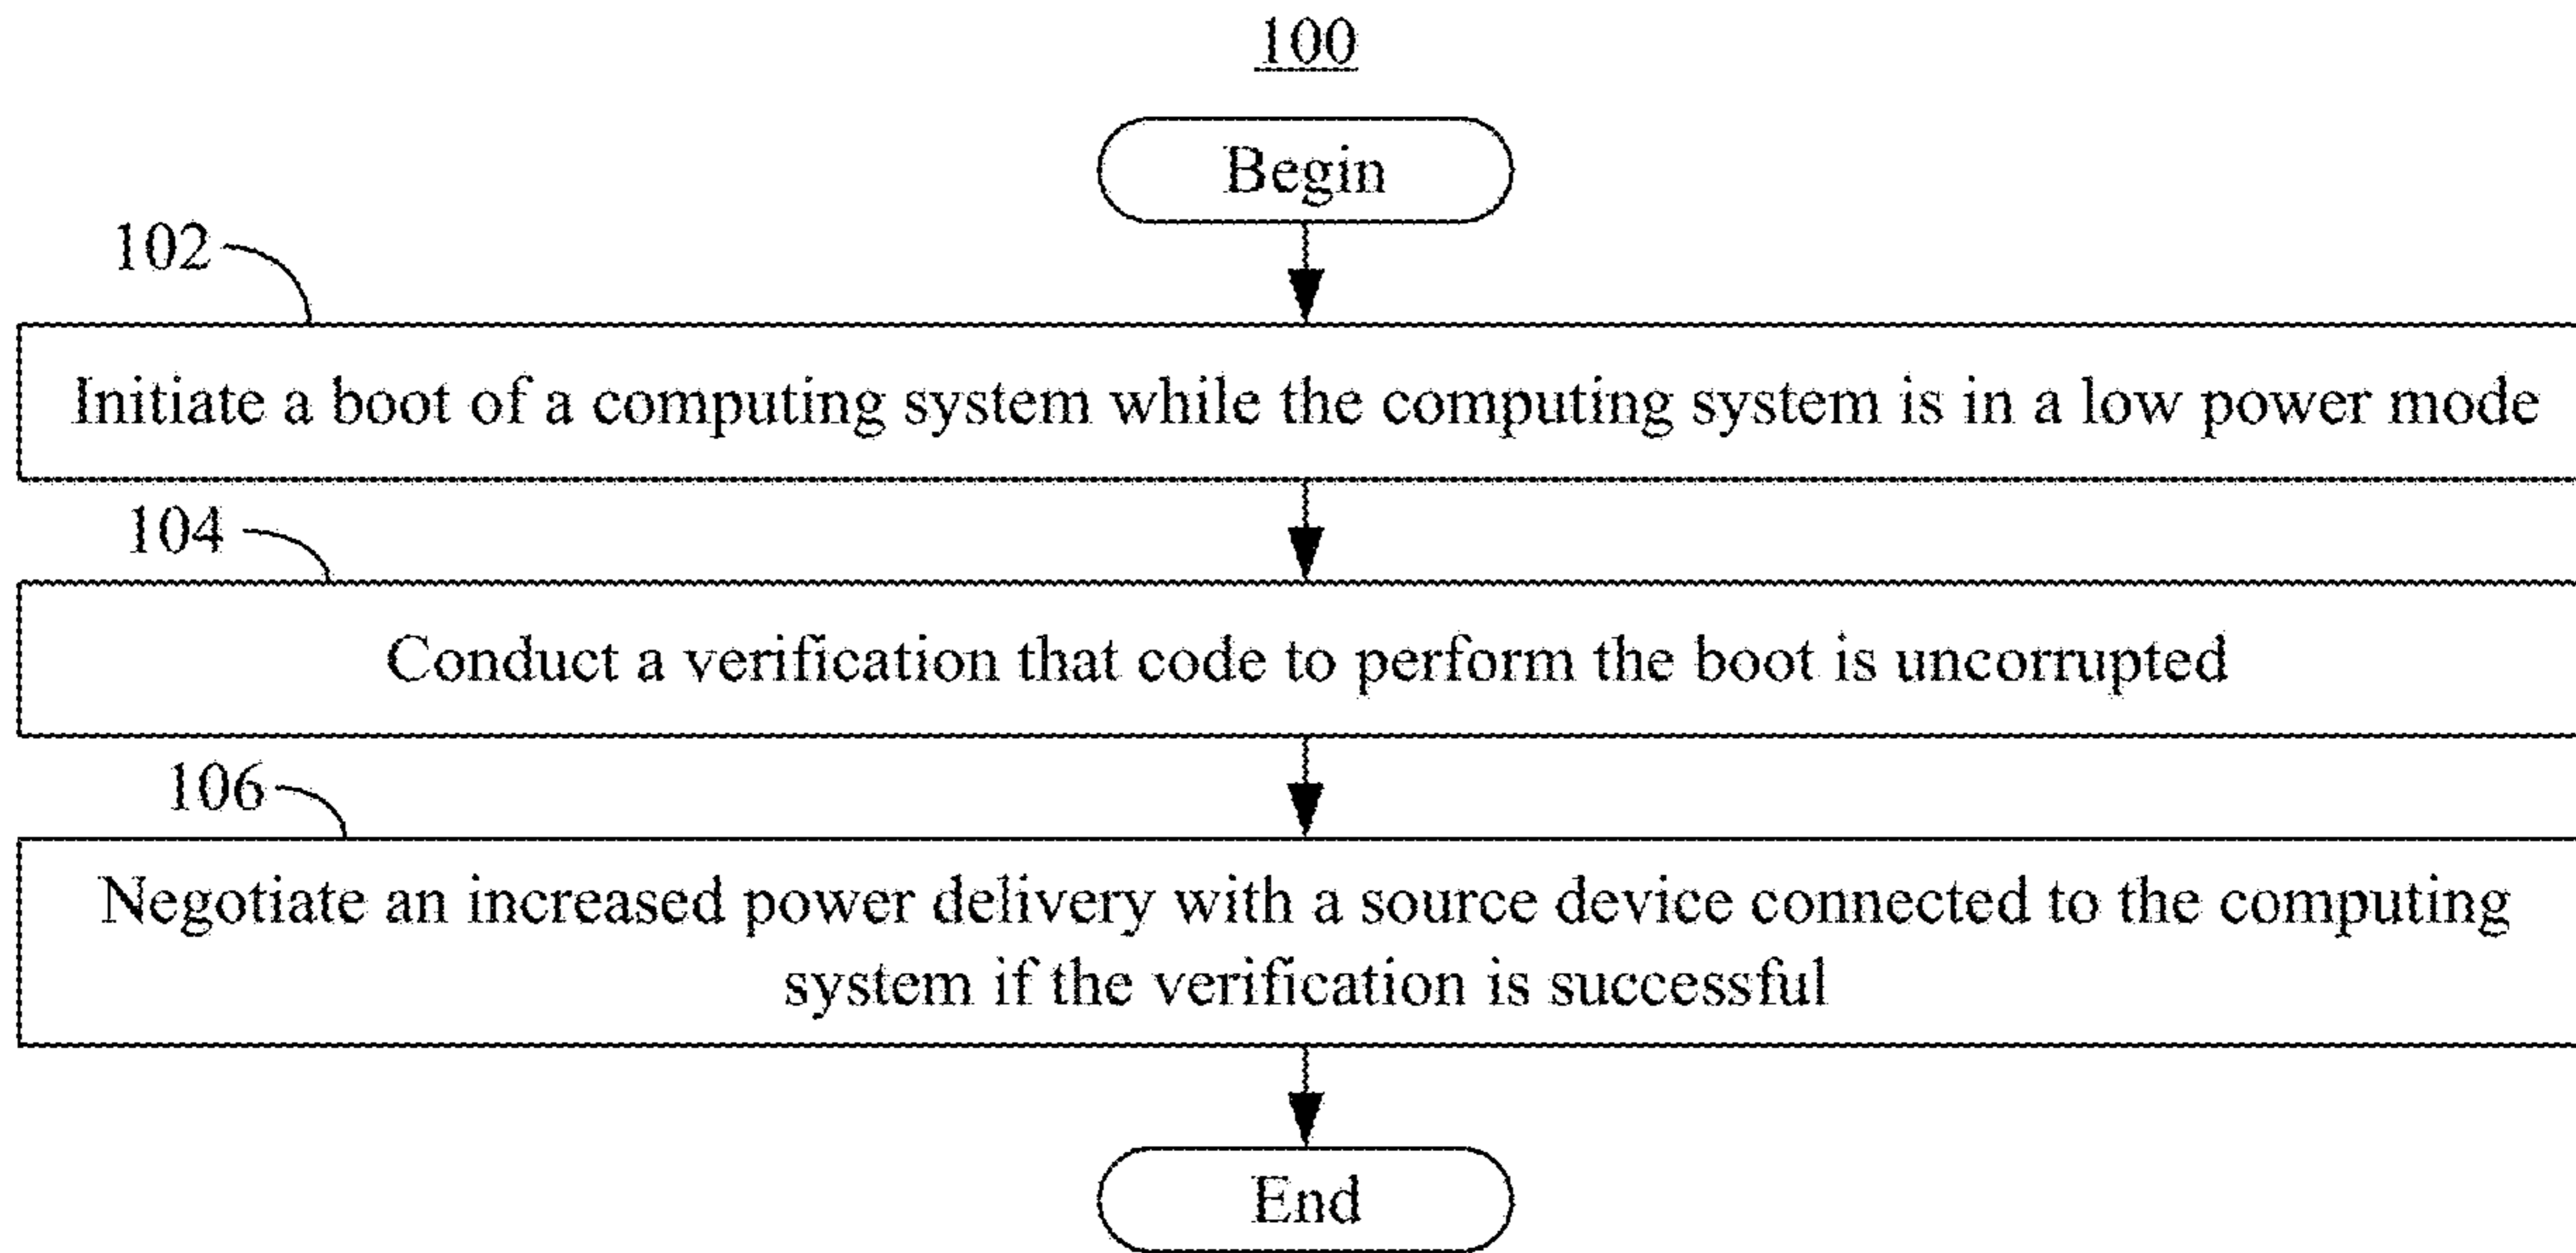 100
Begin
102
Initiate a boot of a computing system while the computing system is in a low power mode
104
Conduct a verification that code to perform the boot is uncorrupted
106
Negotiate an increased power delivery with a source device connected to the computing
system if the verification is successful
End